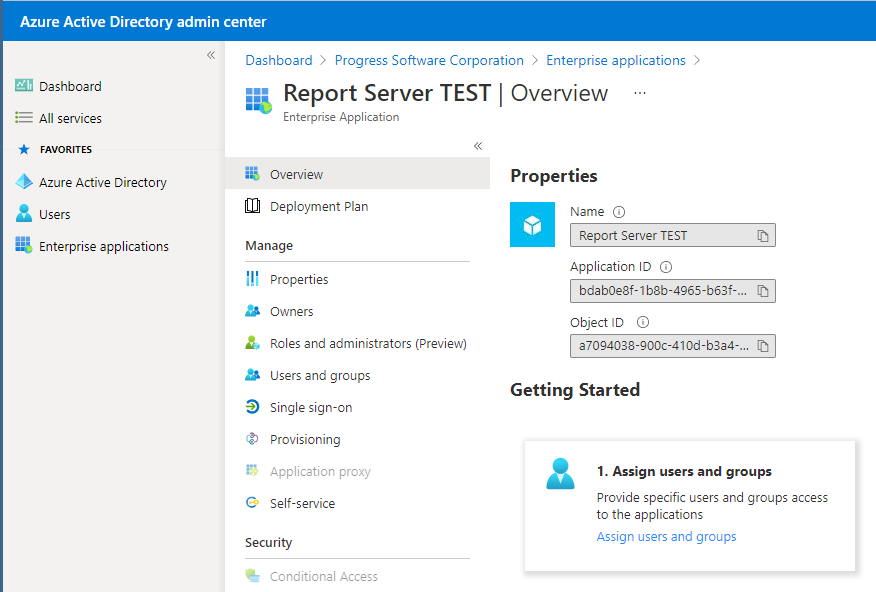 Azure Active Directory admin center
«
Dashboard
All services
FAVORITES
Azure Active Directory
Users
Enterprise applications
Dashboard > Progress Software Corporation > Enterprise applications >
Report Server TEST | Overview ...
Enterprise Application
«
Overview
Deployment Plan
Manage
Properties
Owners
Roles and administrators (Preview)
Users and groups
Single sign-on
Provisioning
Application proxy
Self-service
Security
Conditional Access
Properties
Name
Report Server TEST
Application ID
bdab0e8f-1b8b-4965-b63f-...
Object ID
a7094038-900c-410d-b3a4-...
Getting Started
1. Assign users and groups
Provide specific users and groups access
to the applications
Assign users and groups